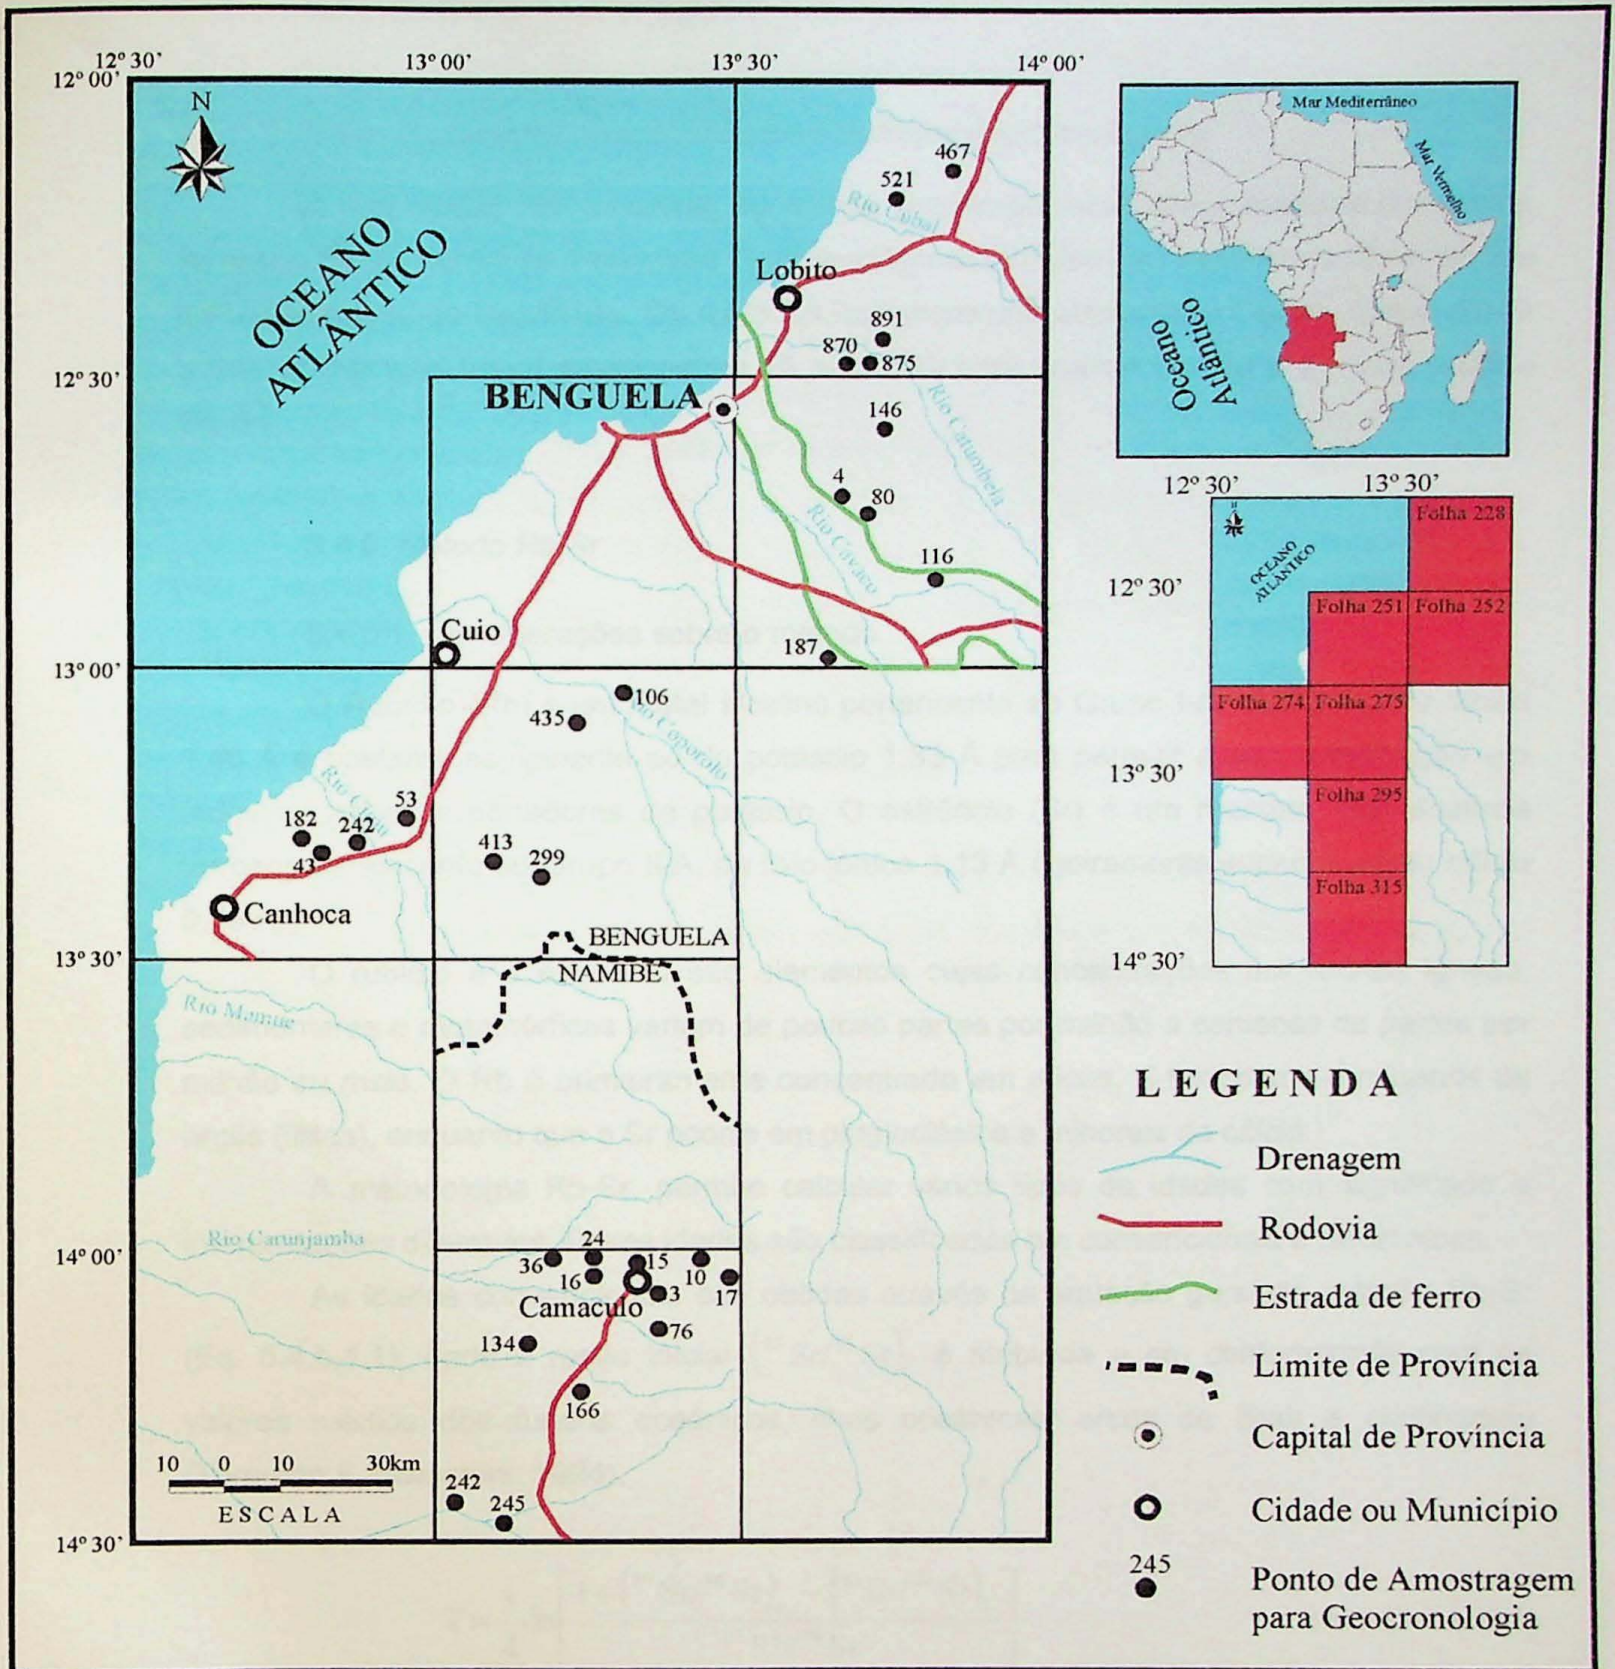 12° 30'
13° 00'
13° 30'
14° 00'
12° 00'
N
OCEANO
ATLÂNTICO
467
521
Rio Cubal
Lobito
891
870
875
12° 30'
BENGUELA
146
Rio Catumbela
4
80
Rio Cavaco
116
Cuio
187
13° 00'
106
435
Rio Coporolo
53
182
242
43
413
299
Canhoca
BENGUELA
13° 30'
NAMIBE
Rio Mamue
Rio Carunjamba
14° 00'
24
36
15
16
10
17
3
Camaculo
76
134
166
10 0 10 30km
ESCALA
242
245
14° 30'
Mar Mediterrâneo
Mar Vermelho
Oceano
Atlântico
12° 30'
13° 30'
Folha 228
OCEANO
ATLANTICO
12° 30'
Folha 251
Folha 252
Folha 274
Folha 275
13° 30'
Folha 295
Folha 315
14° 30'
LEGENDA
Drenagem
Rodovia
Estrada de ferro
Limite de Província
Capital de Província
Cidade ou Município
245
Ponto de Amostragem
para Geocronologia